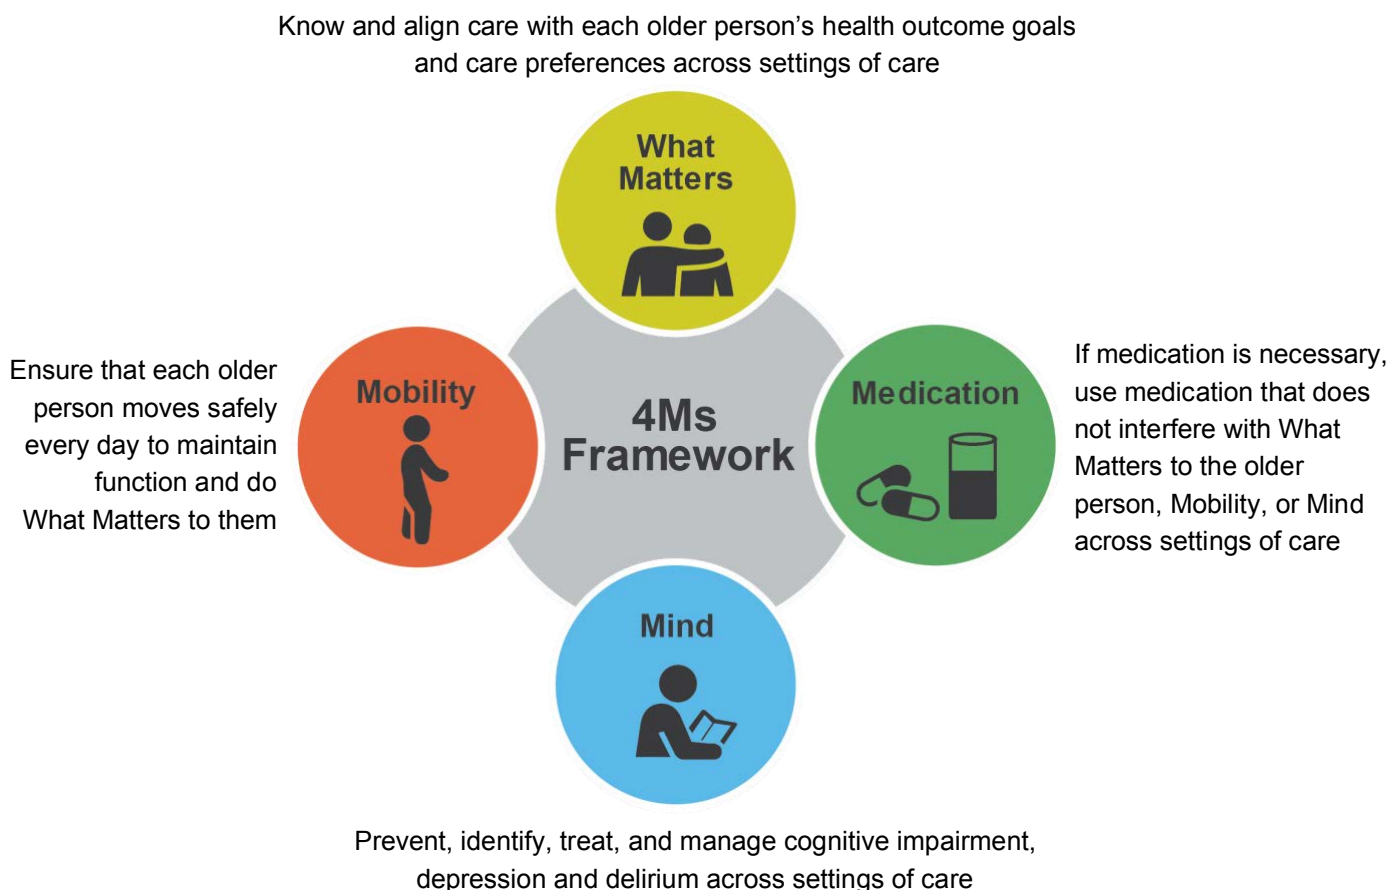 Know and align care with each older person’s health outcome goals
and care preferences across settings of care
What
Matters
Ensure that each older
person moves safely
every day to maintain
function and do
What Matters to them
Mobility
4Ms
Framework
Medication
If medication is necessary,
use medication that does
not interfere with What
Matters to the older
person, Mobility, or Mind
across settings of care
Mind
Prevent, identify, treat, and manage cognitive impairment,
depression and delirium across settings of care